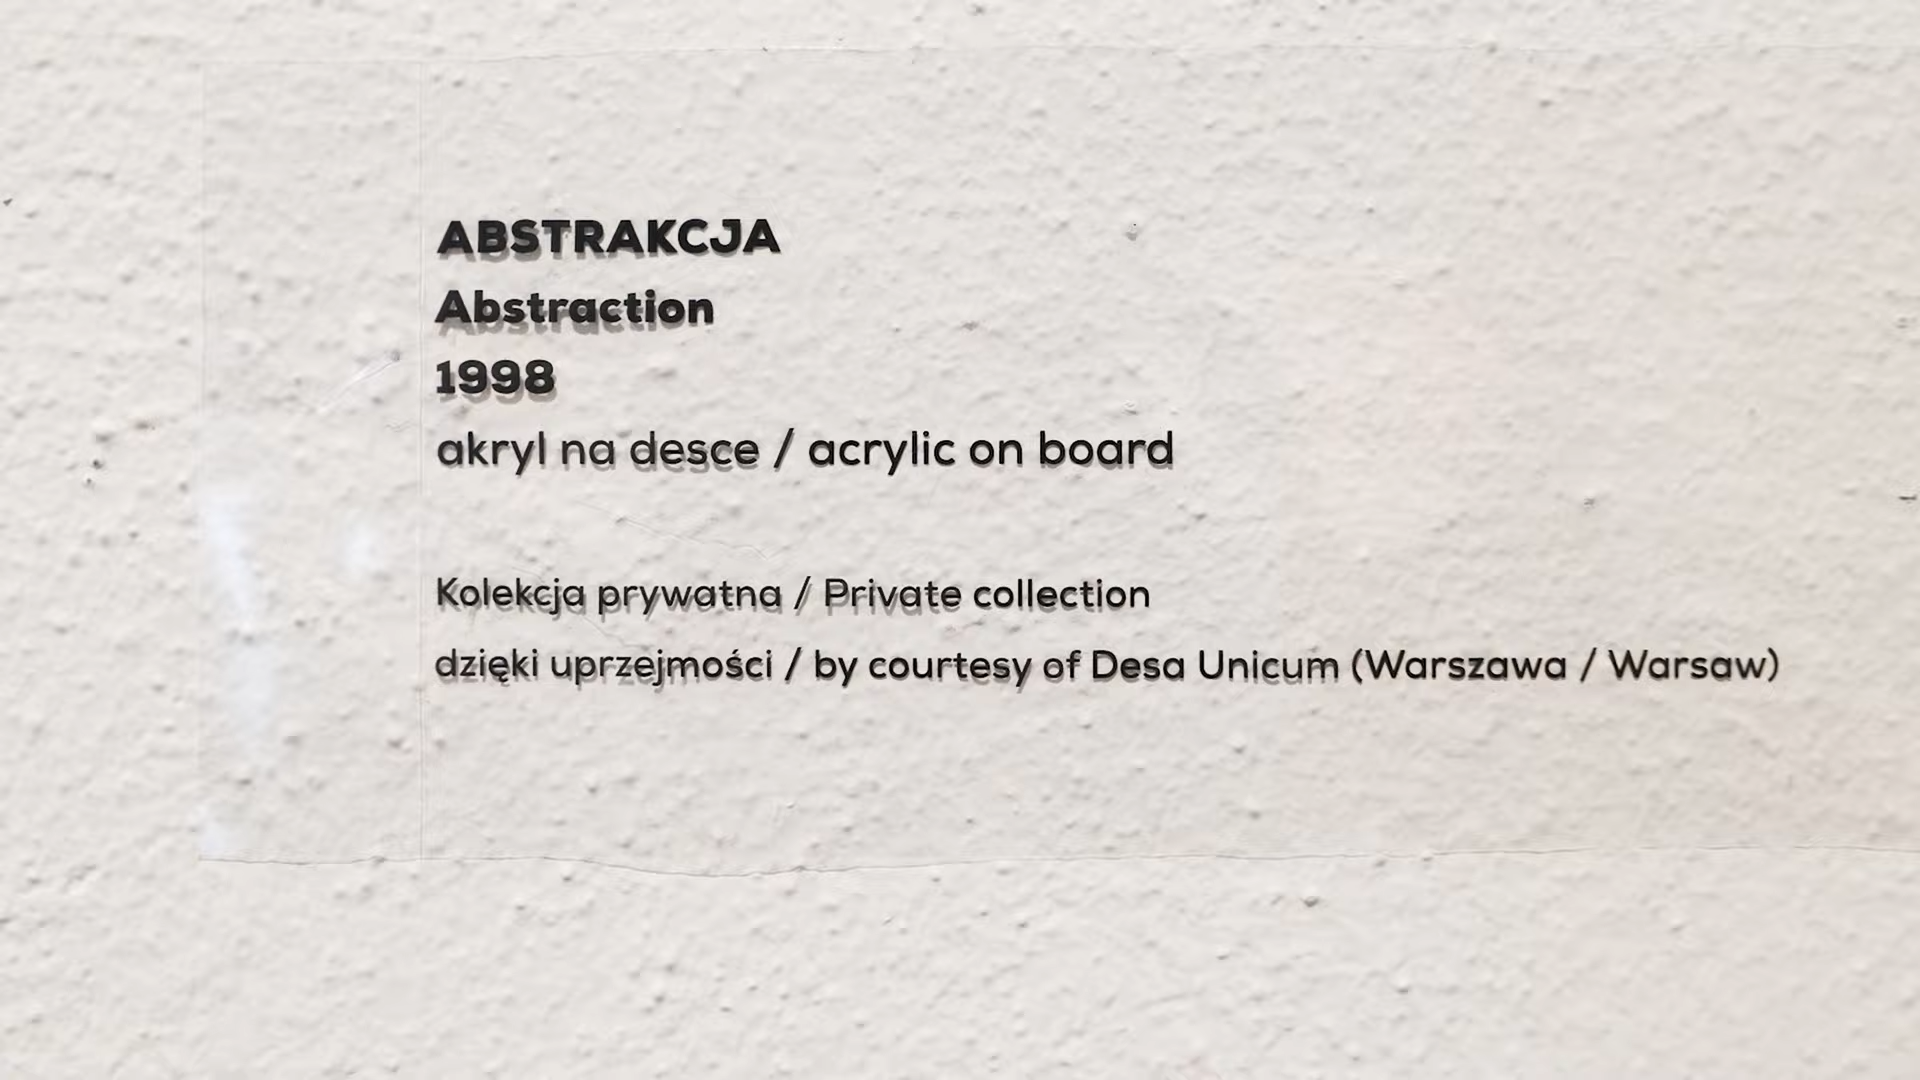 ABSTRAKCJA
Abstraction
1998
akryl na desce / acrylic on board
Kolekcja prywatna / Private collection
dzięki uprzejmości / by courtesy of Desa Unicum (Warszawa / Warsaw)